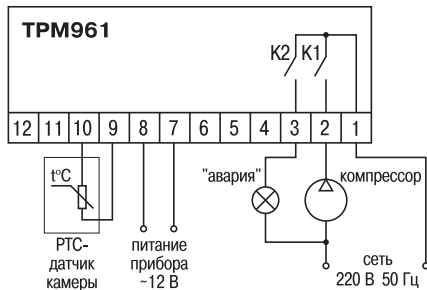 ТРМ961
К2 К1
12 11 10 9 8 7 6 5 4 3 2 1
t°C
"авария"
компрессор
РТС-
датчик
камеры
питание
прибора
~12 В
сеть
220 В 50 Гц